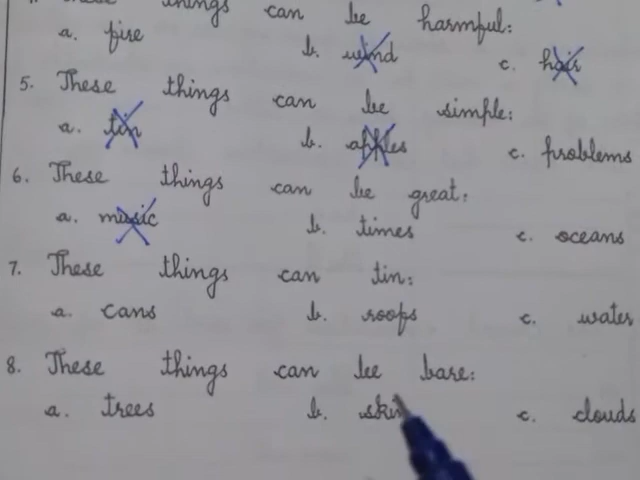 things can be harmful:
a. fire b. wind c. hair
5. These things can be simple:
a. tin b. apples c. problems
6. These things can be great:
a. music b. times c. oceans
7. These things can tin:
a. cans b. roofs c. water
8. These things can be bare:
a. trees b. skin c. clouds